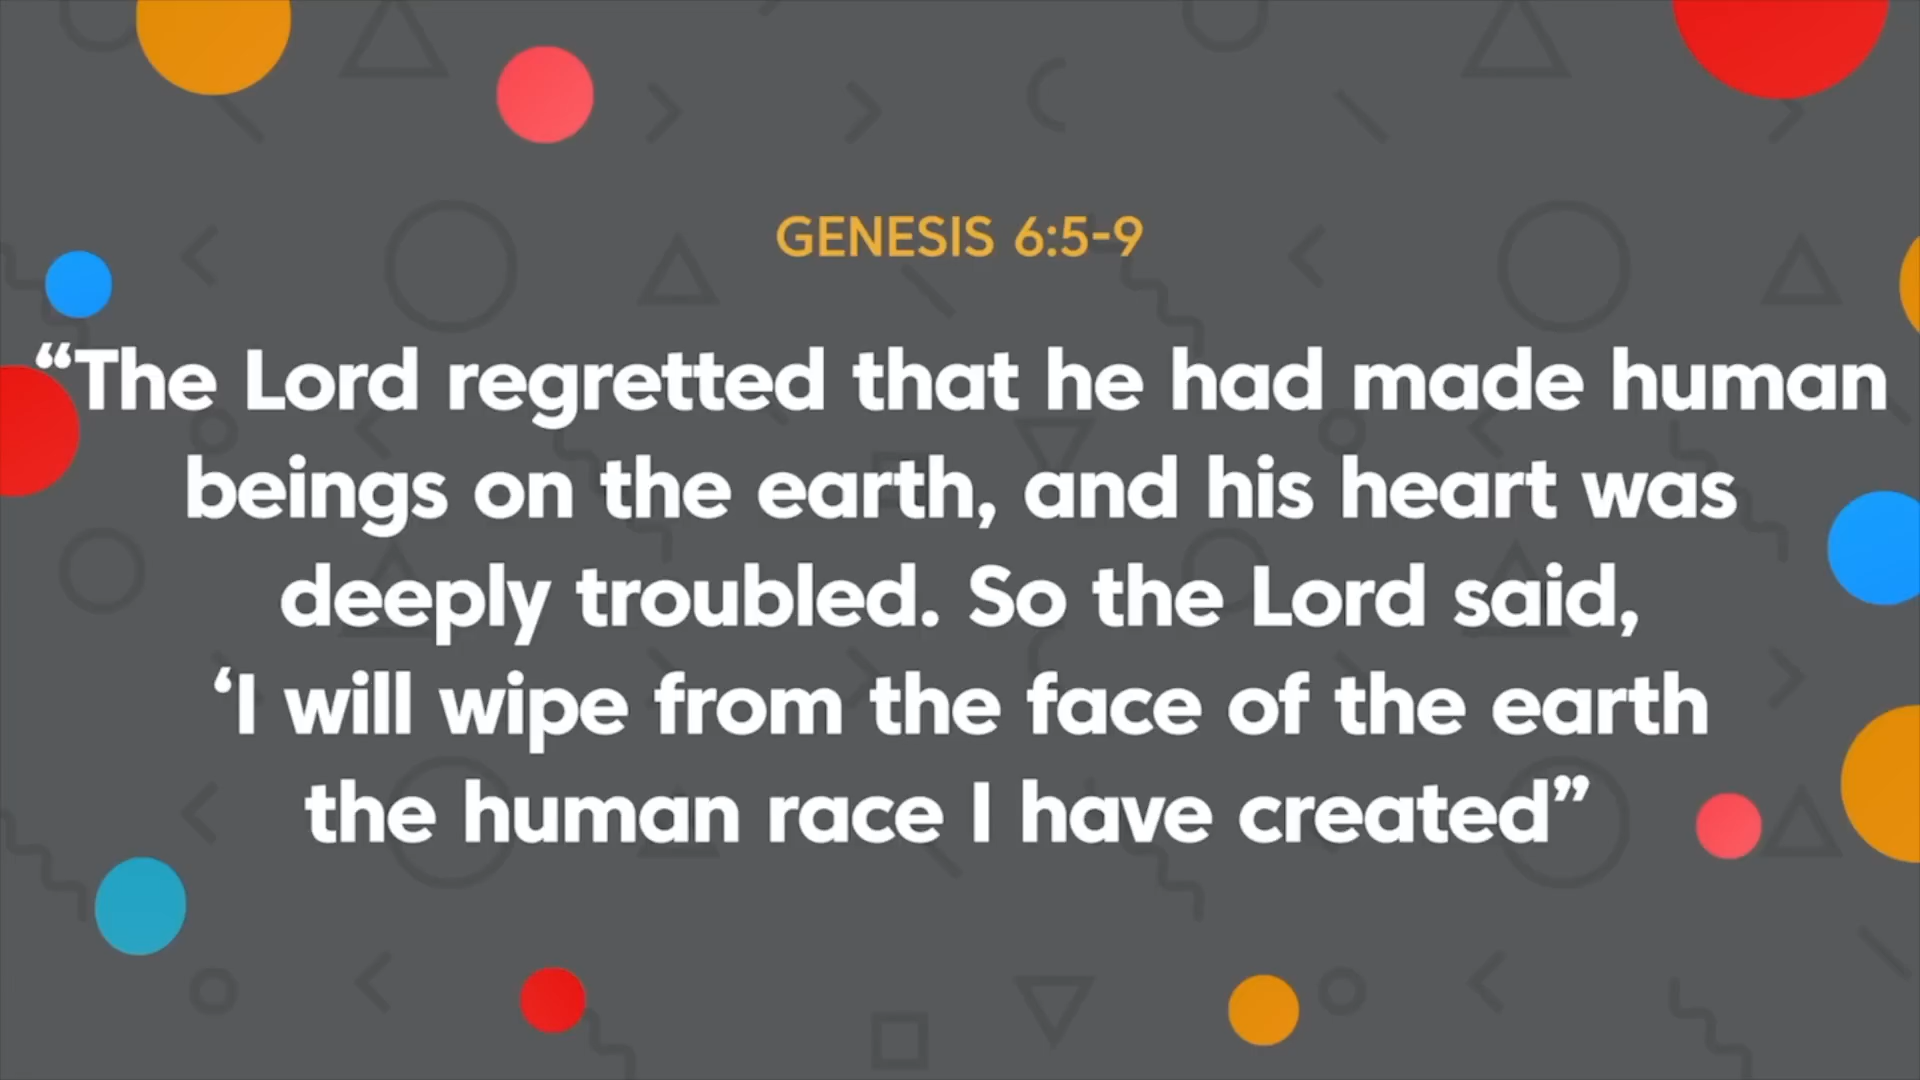 GENESIS 6:5-9
“The Lord regretted that he had made human
beings on the earth, and his heart was
deeply troubled. So the Lord said,
‘I will wipe from the face of the earth
the human race I have created”